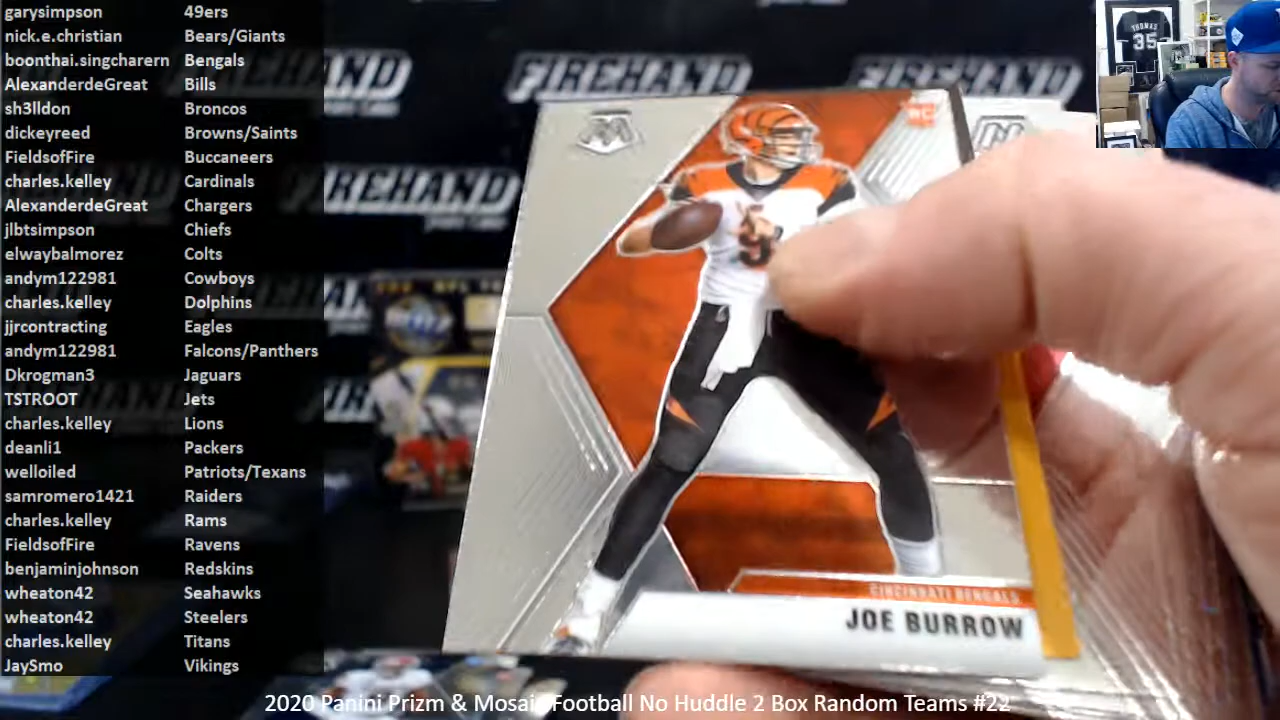 garysimpson 49ers
nick.e.christian Bears/Giants
boonthai.singcharern Bengals
AlexanderdeGreat Bills
sh3lldon Broncos
dickeyreed Browns/Saints
FieldsofFire Buccaneers
charles.kelley Cardinals
AlexanderdeGreat Chargers
jlbtsimpson Chiefs
elwaybalmorez Colts
andym122981 Cowboys
charles.kelley Dolphins
jjrcontracting Eagles
andym122981 Falcons/Panthers
Dkrogman3 Jaguars
TSTROOT Jets
charles.kelley Lions
deanli1 Packers
welloiled Patriots/Texans
samromero1421 Raiders
charles.kelley Rams
FieldsofFire Ravens
benjaminjohnson Redskins
wheaton42 Seahawks
wheaton42 Steelers
charles.kelley Titans
JaySmo Vikings
FIREHAND
FIREHAND
FIREHAND
FIREHAND
THOMAS
35
RC
CINCINNATI BENGALS
JOE BURROW
2020 Panini Prizm & Mosaic Football No Huddle 2 Box Random Teams #22